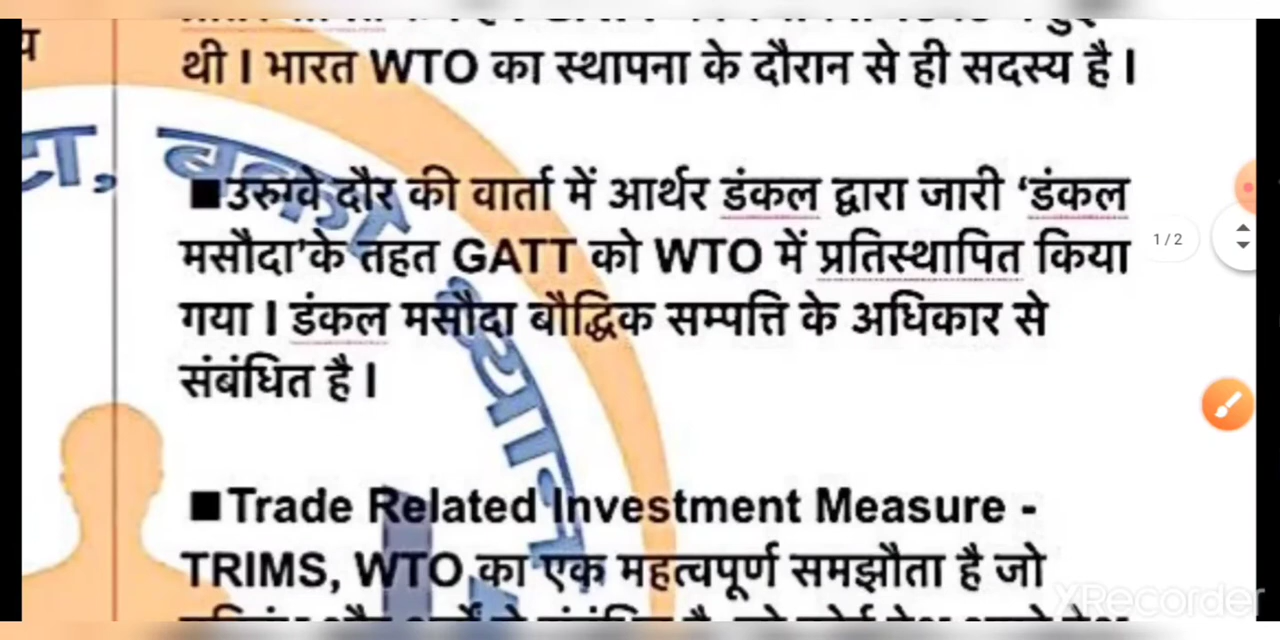 य
थी । भारत WTO का स्थापना के दौरान से ही सदस्य है ।
■उरुग्वे दौर की वार्ता में आर्थर डंकल द्वारा जारी ‘डंकल
मसौदा’के तहत GATT को WTO में प्रतिस्थापित किया
गया । डंकल मसौदा बौद्धिक सम्पत्ति के अधिकार से
संबंधित है ।
■Trade Related Investment Measure -
TRIMS, WTO का एक महत्वपूर्ण समझौता है जो
1 / 2
XRecorder